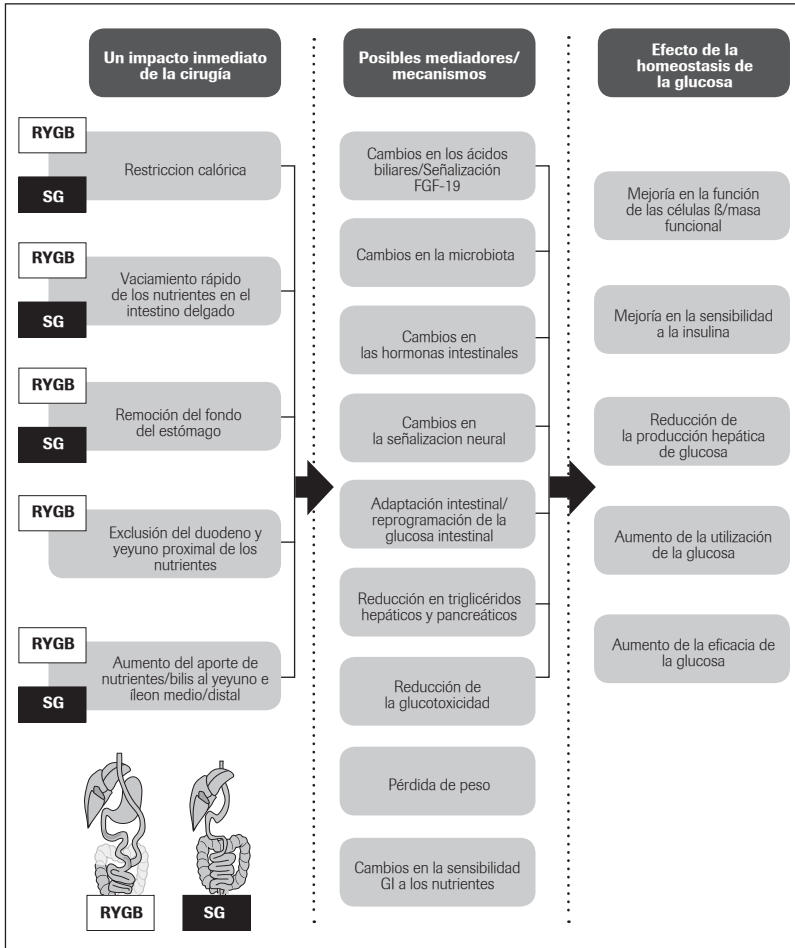 Un impacto inmediato
de la cirugía
RYGB
SG
Restriccion calórica
RYGB
SG
Vaciamiento rápido
de los nutrientes en el
intestino delgado
RYGB
SG
Remoción del fondo
del estómago
RYGB
Exclusión del duodeno y
yeyuno proximal de los
nutrientes
RYGB
SG
Aumento del aporte de
nutrientes/bilis al yeyuno e
íleon medio/distal
RYGB
SG
Posibles mediadores/
mecanismos
Cambios en los ácidos
biliares/Señalización
FGF-19
Cambios en la microbiota
Cambios en
las hormonas intestinales
Cambios en
la señalizacion neural
Adaptación intestinal/
reprogramación de la
glucosa intestinal
Reducción en triglicéridos
hepáticos y pancreáticos
Reducción de
la glucotoxicidad
Pérdida de peso
Cambios en la sensibilidad
GI a los nutrientes
Efecto de la
homeostasis de
la glucosa
Mejoría en la función
de las células ß/masa
funcional
Mejoría en la sensibilidad
a la insulina
Reducción de
la producción hepática
de glucosa
Aumento de la utilización
de la glucosa
Aumento de la eficacia de
la glucosa